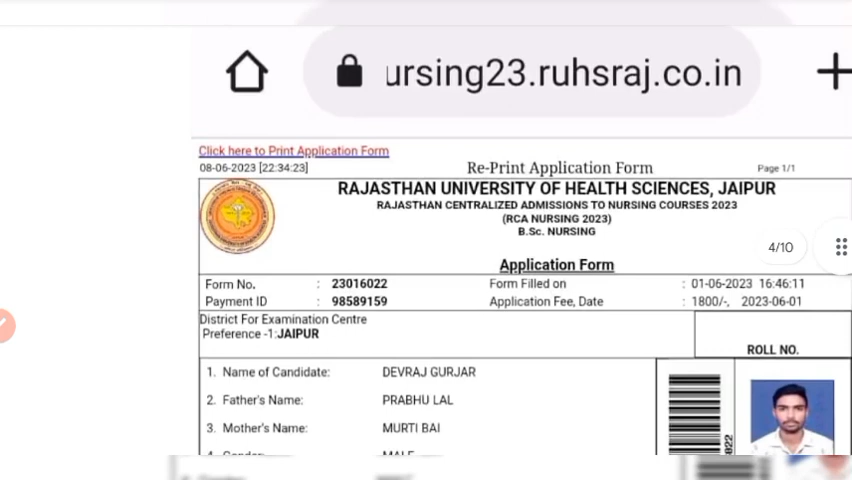 ursing23.ruhsraj.co.in
Click here to Print Application Form
08-06-2023 [22:34:23] Re-Print Application Form Page 1/1
RAJASTHAN UNIVERSITY OF HEALTH SCIENCES, JAIPUR
RAJASTHAN CENTRALIZED ADMISSIONS TO NURSING COURSES 2023
(RCA NURSING 2023)
B.Sc. NURSING
4/10
Application Form
Form No. : 23016022 Form Filled on : 01-06-2023 16:46:11
Payment ID : 98589159 Application Fee, Date : 1800/-, 2023-06-01
District For Examination Centre
Preference -1:JAIPUR
ROLL NO.
1. Name of Candidate: DEVRAJ GURJAR
2. Father's Name: PRABHU LAL
3. Mother's Name: MURTI BAI
4. Gender: MALE